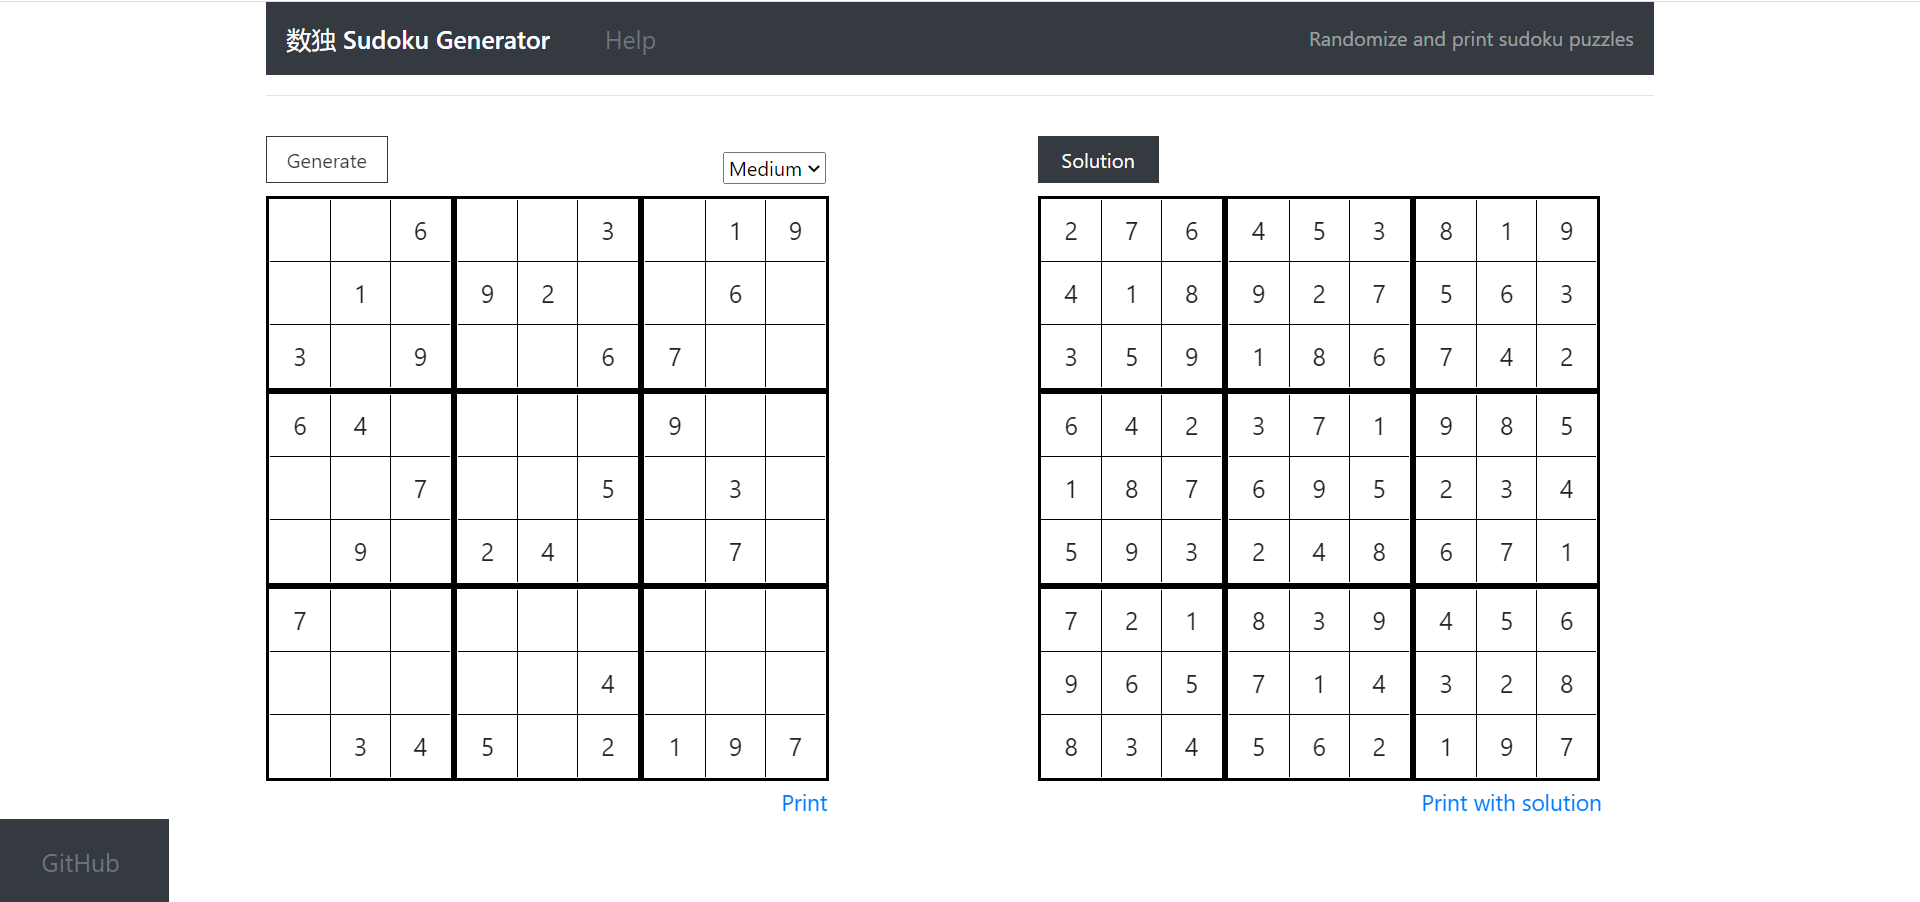 数独 Sudoku Generator Help Randomize and print sudoku puzzles
Generate Medium
6 3 1 9
1 9 2 6
3 9 6 7
6 4 9
7 5 3
9 2 4 7
7
4
3 4 5 2 1 9 7
Print
Solution
2 7 6 4 5 3 8 1 9
4 1 8 9 2 7 5 6 3
3 5 9 1 8 6 7 4 2
6 4 2 3 7 1 9 8 5
1 8 7 6 9 5 2 3 4
5 9 3 2 4 8 6 7 1
7 2 1 8 3 9 4 5 6
9 6 5 7 1 4 3 2 8
8 3 4 5 6 2 1 9 7
Print with solution
GitHub